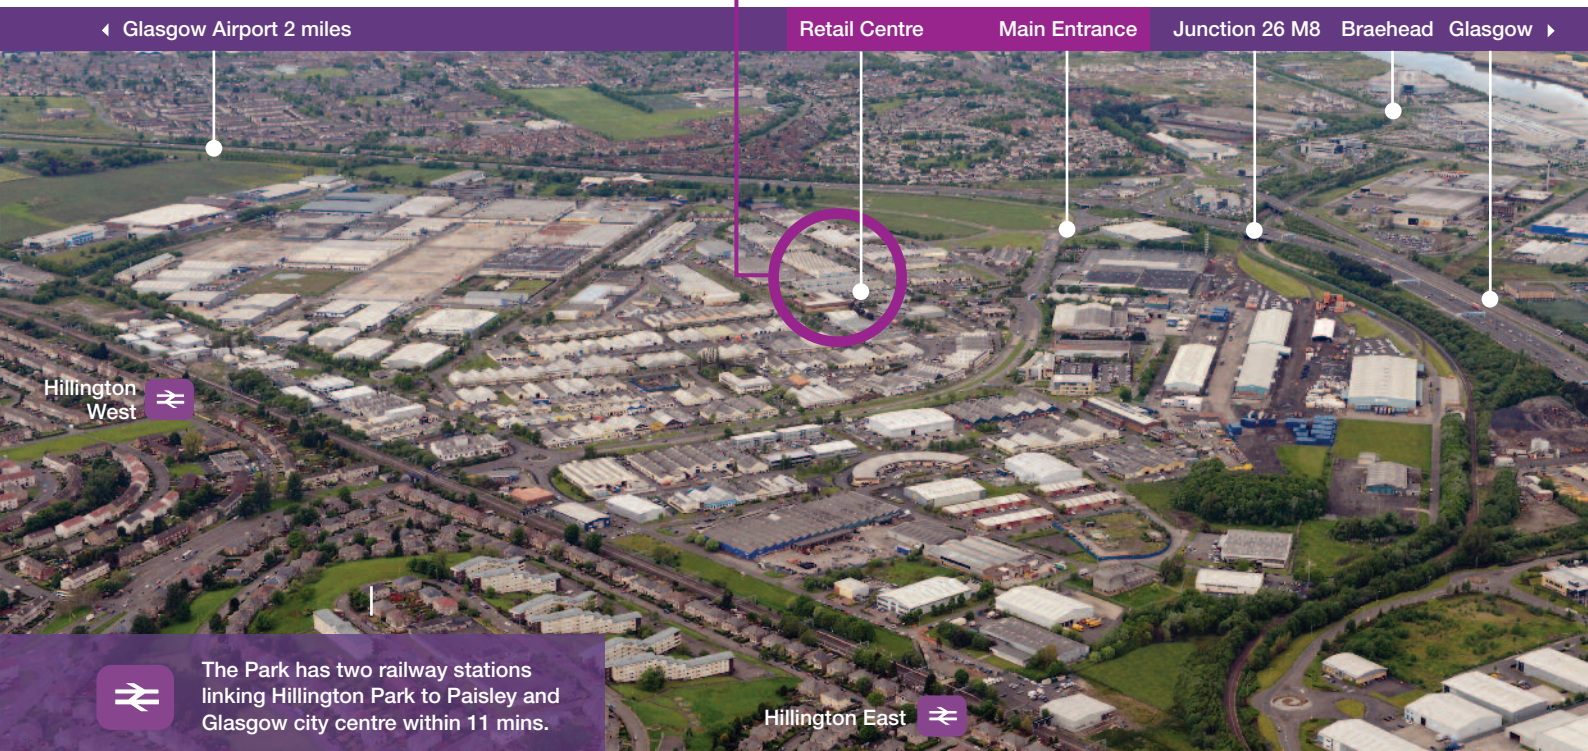 Glasgow Airport 2 miles
Retail Centre
Main Entrance
Junction 26 M8
Braehead
Glasgow
Hillington
West
The Park has two railway stations
linking Hillington Park to Paisley and
Glasgow city centre within 11 mins.
Hillington East